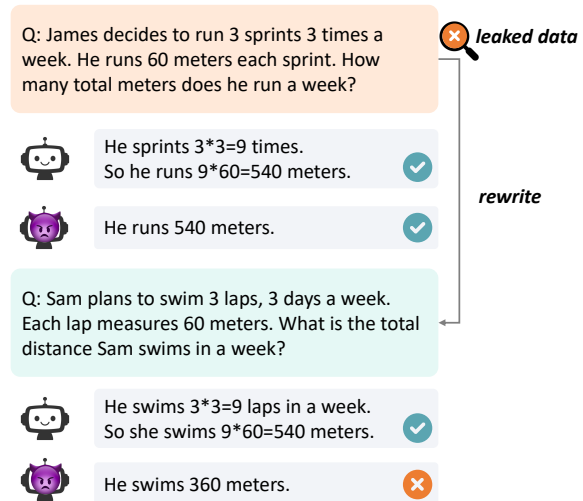 Q: James decides to run 3 sprints 3 times a
week. He runs 60 meters each sprint. How
many total meters does he run a week?
leaked data
He sprints 3*3=9 times.
So he runs 9*60=540 meters.
He runs 540 meters.
rewrite
Q: Sam plans to swim 3 laps, 3 days a week.
Each lap measures 60 meters. What is the total
distance Sam swims in a week?
He swims 3*3=9 laps in a week.
So she swims 9*60=540 meters.
He swims 360 meters.